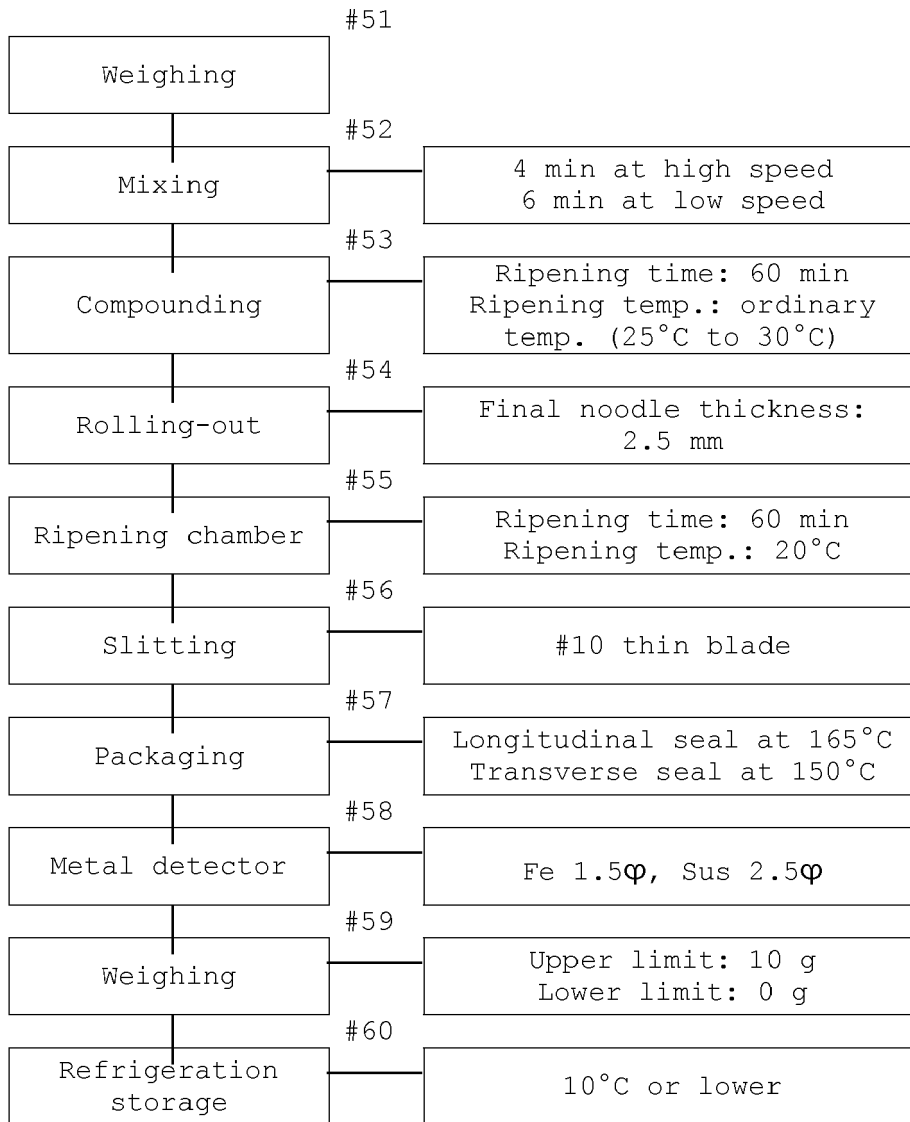 #51
Weighing
#52
Mixing
4 min at high speed
6 min at low speed
#53
Compounding
Ripening time: 60 min
Ripening temp.: ordinary
temp. (25°C to 30°C)
#54
Rolling-out
Final noodle thickness:
2.5 mm
#55
Ripening chamber
Ripening time: 60 min
Ripening temp.: 20°C
#56
Slitting
#10 thin blade
#57
Packaging
Longitudinal seal at 165°C
Transverse seal at 150°C
#58
Metal detector
Fe 1.5φ, Sus 2.5φ
#59
Weighing
Upper limit: 10 g
Lower limit: 0 g
#60
Refrigeration
storage
10°C or lower